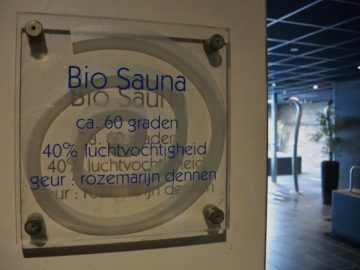 Bio Sauna
ca. 60 graden
40% luchtvochtigheid
geur : rozemarijn dennen